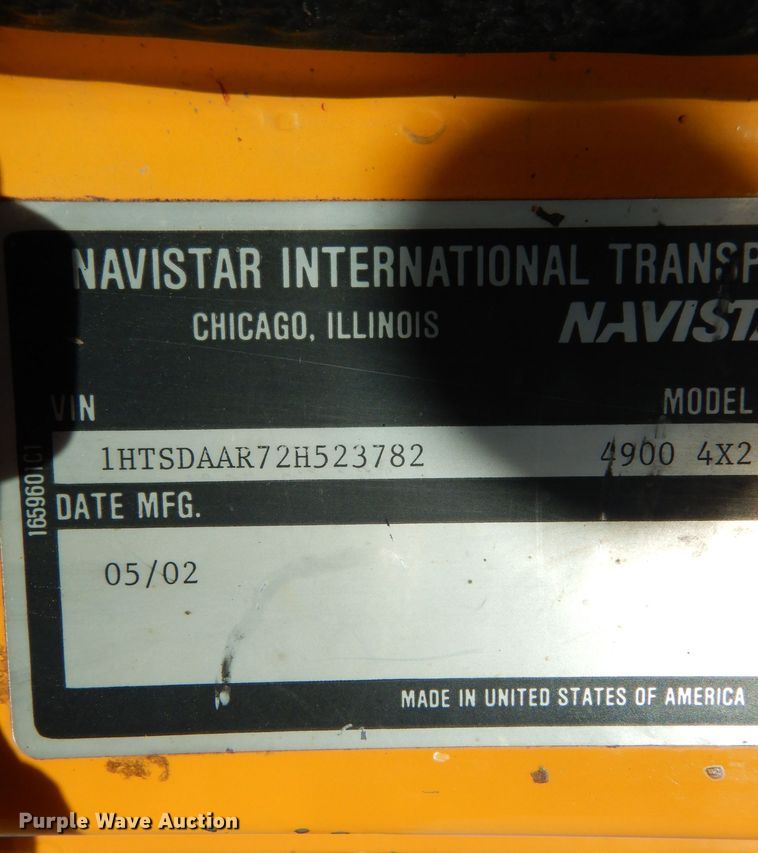 NAVISTAR INTERNATIONAL TRANSP
CHICAGO, ILLINOIS
NAVISTA
VIN
MODEL
1HTSDAAR72H523782
4900 4X2
1659601C1
DATE MFG.
05/02
MADE IN UNITED STATES OF AMERICA
Purple Wave Auction